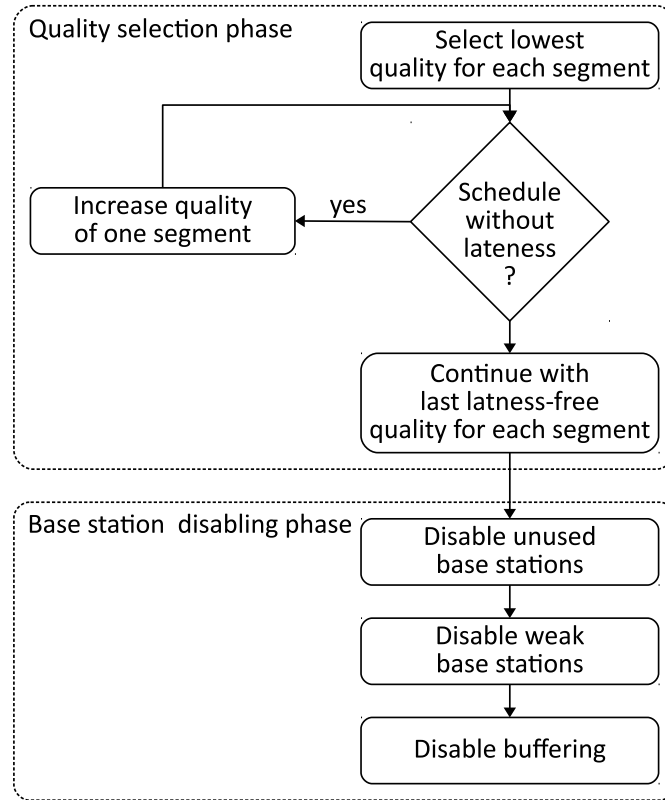 Quality selection phase
Select lowest
quality for each segment
Schedule
without
lateness
?
yes
Increase quality
of one segment
Continue with
last latness-free
quality for each segment
Base station  disabling phase
Disable unused
base stations
Disable weak
base stations
Disable buffering